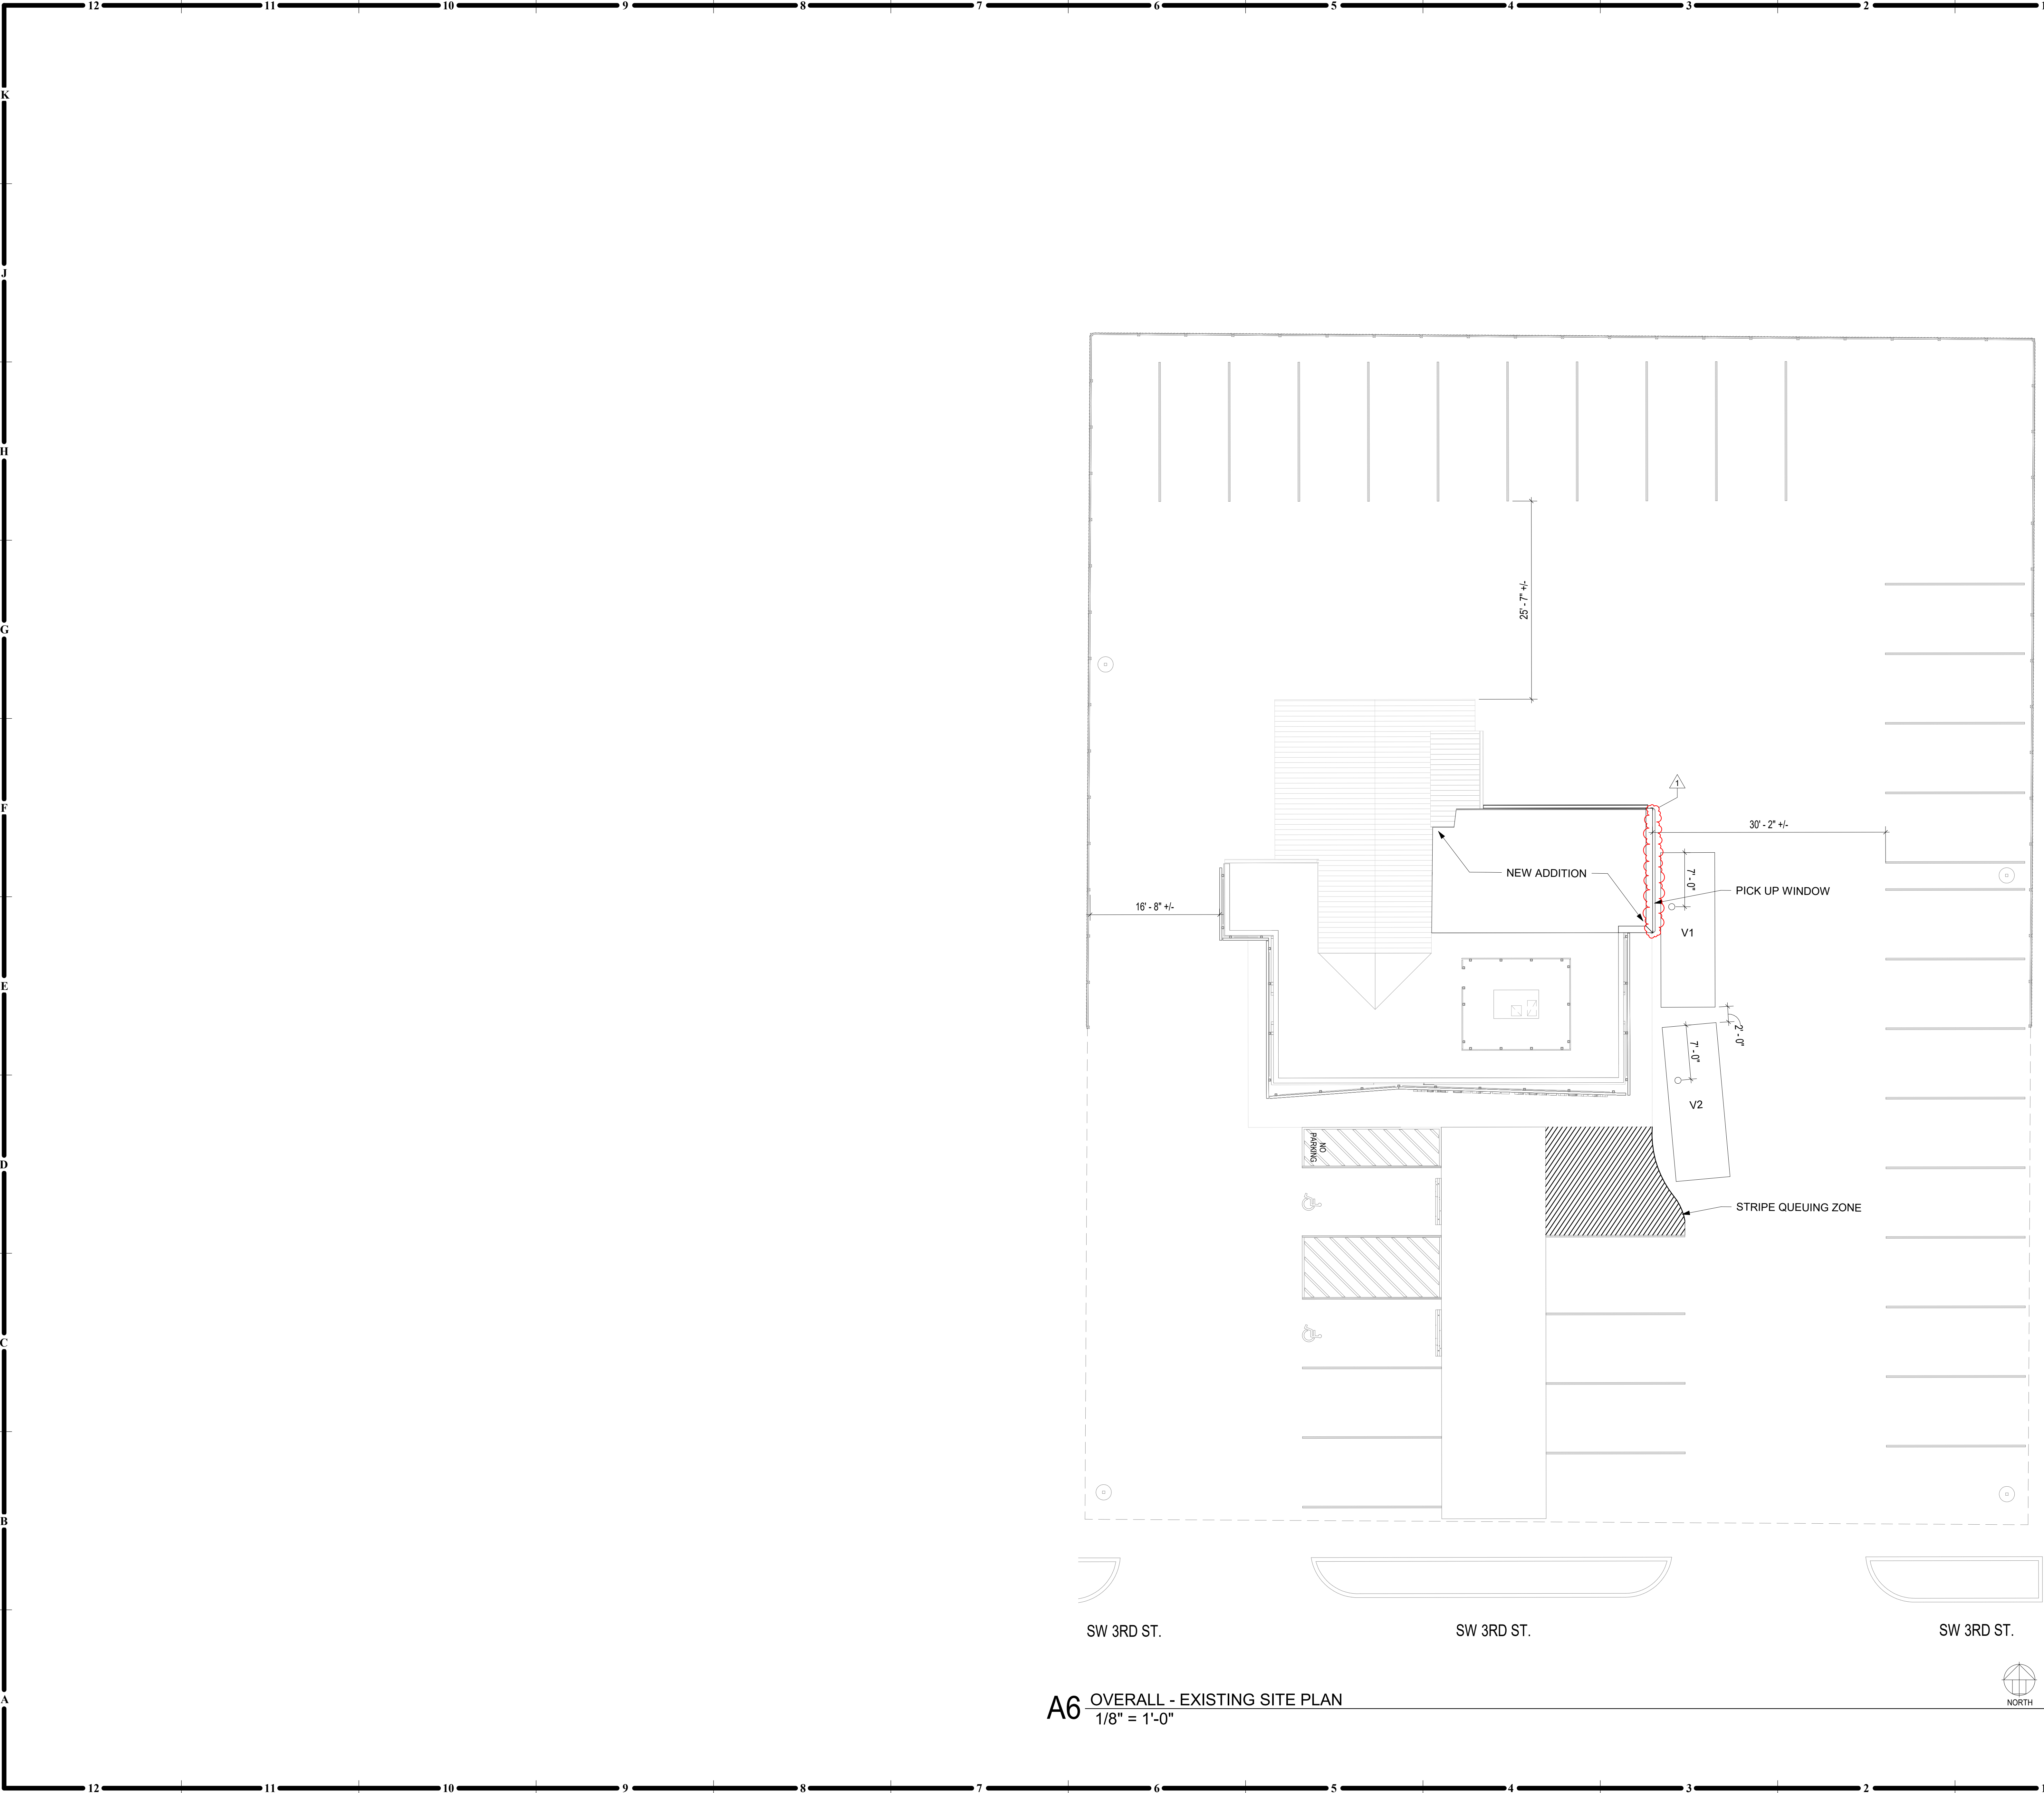 12 11 10 9 8 7 6 5 4 3 2 1
K
J
H
25' - 7" +/-
G
1
F
30' - 2" +/-
NEW ADDITION
7' - 0"
PICK UP WINDOW
16' - 8" +/-
V1
E
2' - 0"
7' - 0"
V2
NO
PARKING
D
STRIPE QUEUING ZONE
C
B
SW 3RD ST. SW 3RD ST. SW 3RD ST.
A
A6 OVERALL - EXISTING SITE PLAN
1/8" = 1'-0"
NORTH
12 11 10 9 8 7 6 5 4 3 2 1